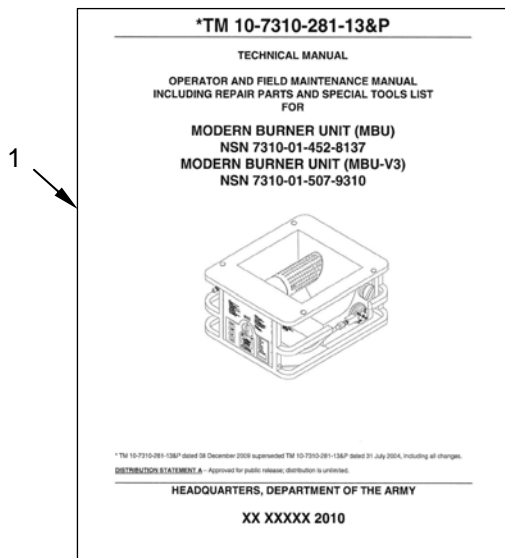 *TM 10-7310-281-13&P
TECHNICAL MANUAL
OPERATOR AND FIELD MAINTENANCE MANUAL
INCLUDING REPAIR PARTS AND SPECIAL TOOLS LIST
FOR
MODERN BURNER UNIT (MBU)
NSN 7310-01-452-8137
MODERN BURNER UNIT (MBU-V3)
NSN 7310-01-507-9310
1
* TM 10-7310-281-13&P dated 08 December 2009 superseded TM 10-7310-281-13&P dated 31 July 2004, including all changes.
DISTRIBUTION STATEMENT A – Approved for public release; distribution is unlimited.
HEADQUARTERS, DEPARTMENT OF THE ARMY
XX XXXXX 2010